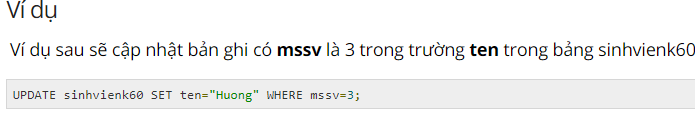 Ví dụ
Ví dụ sau sẽ cập nhật bản ghi có mssv là 3 trong trường ten trong bảng sinhvienk60
UPDATE sinhvienk60 SET ten="Huong" WHERE mssv=3;